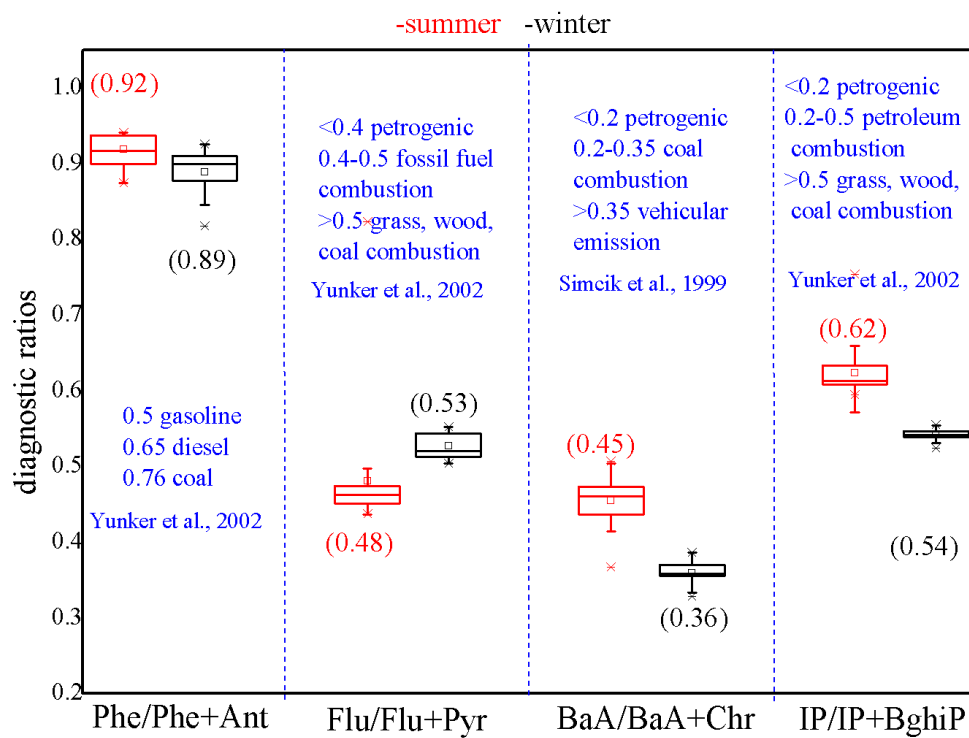 -summer -winter
diagnostic ratios
1.0
0.9
0.8
0.7
0.6
0.5
0.4
0.3
0.2
(0.92)
(0.89)
0.5 gasoline
0.65 diesel
0.76 coal
Yunker et al., 2002
Phe/Phe+Ant
<0.4 petrogenic
0.4-0.5 fossil fuel
combustion
>0.5 grass, wood,
coal combustion
Yunker et al., 2002
(0.53)
(0.48)
Flu/Flu+Pyr
<0.2 petrogenic
0.2-0.35 coal
combustion
>0.35 vehicular
emission
Simcik et al., 1999
(0.45)
(0.36)
BaA/BaA+Chr
<0.2 petrogenic
0.2-0.5 petroleum
combustion
>0.5 grass, wood,
coal combustion
Yunker et al., 2002
(0.62)
(0.54)
IP/IP+BghiP